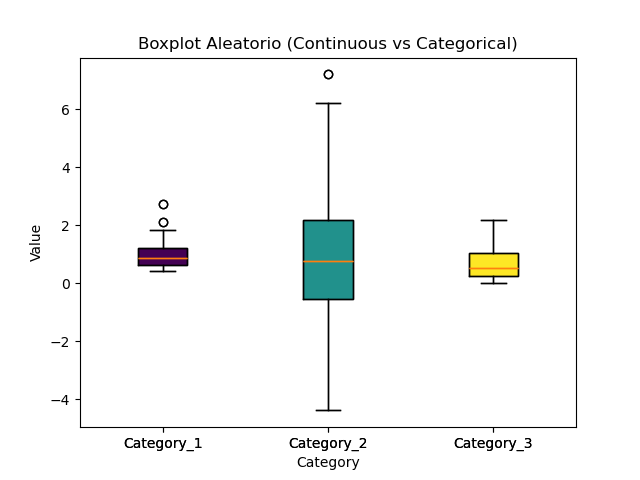 Boxplot Aleatorio (Continuous vs Categorical)
6
4
2
0
−2
−4
Value
Category_1
Category_2
Category_3
Category